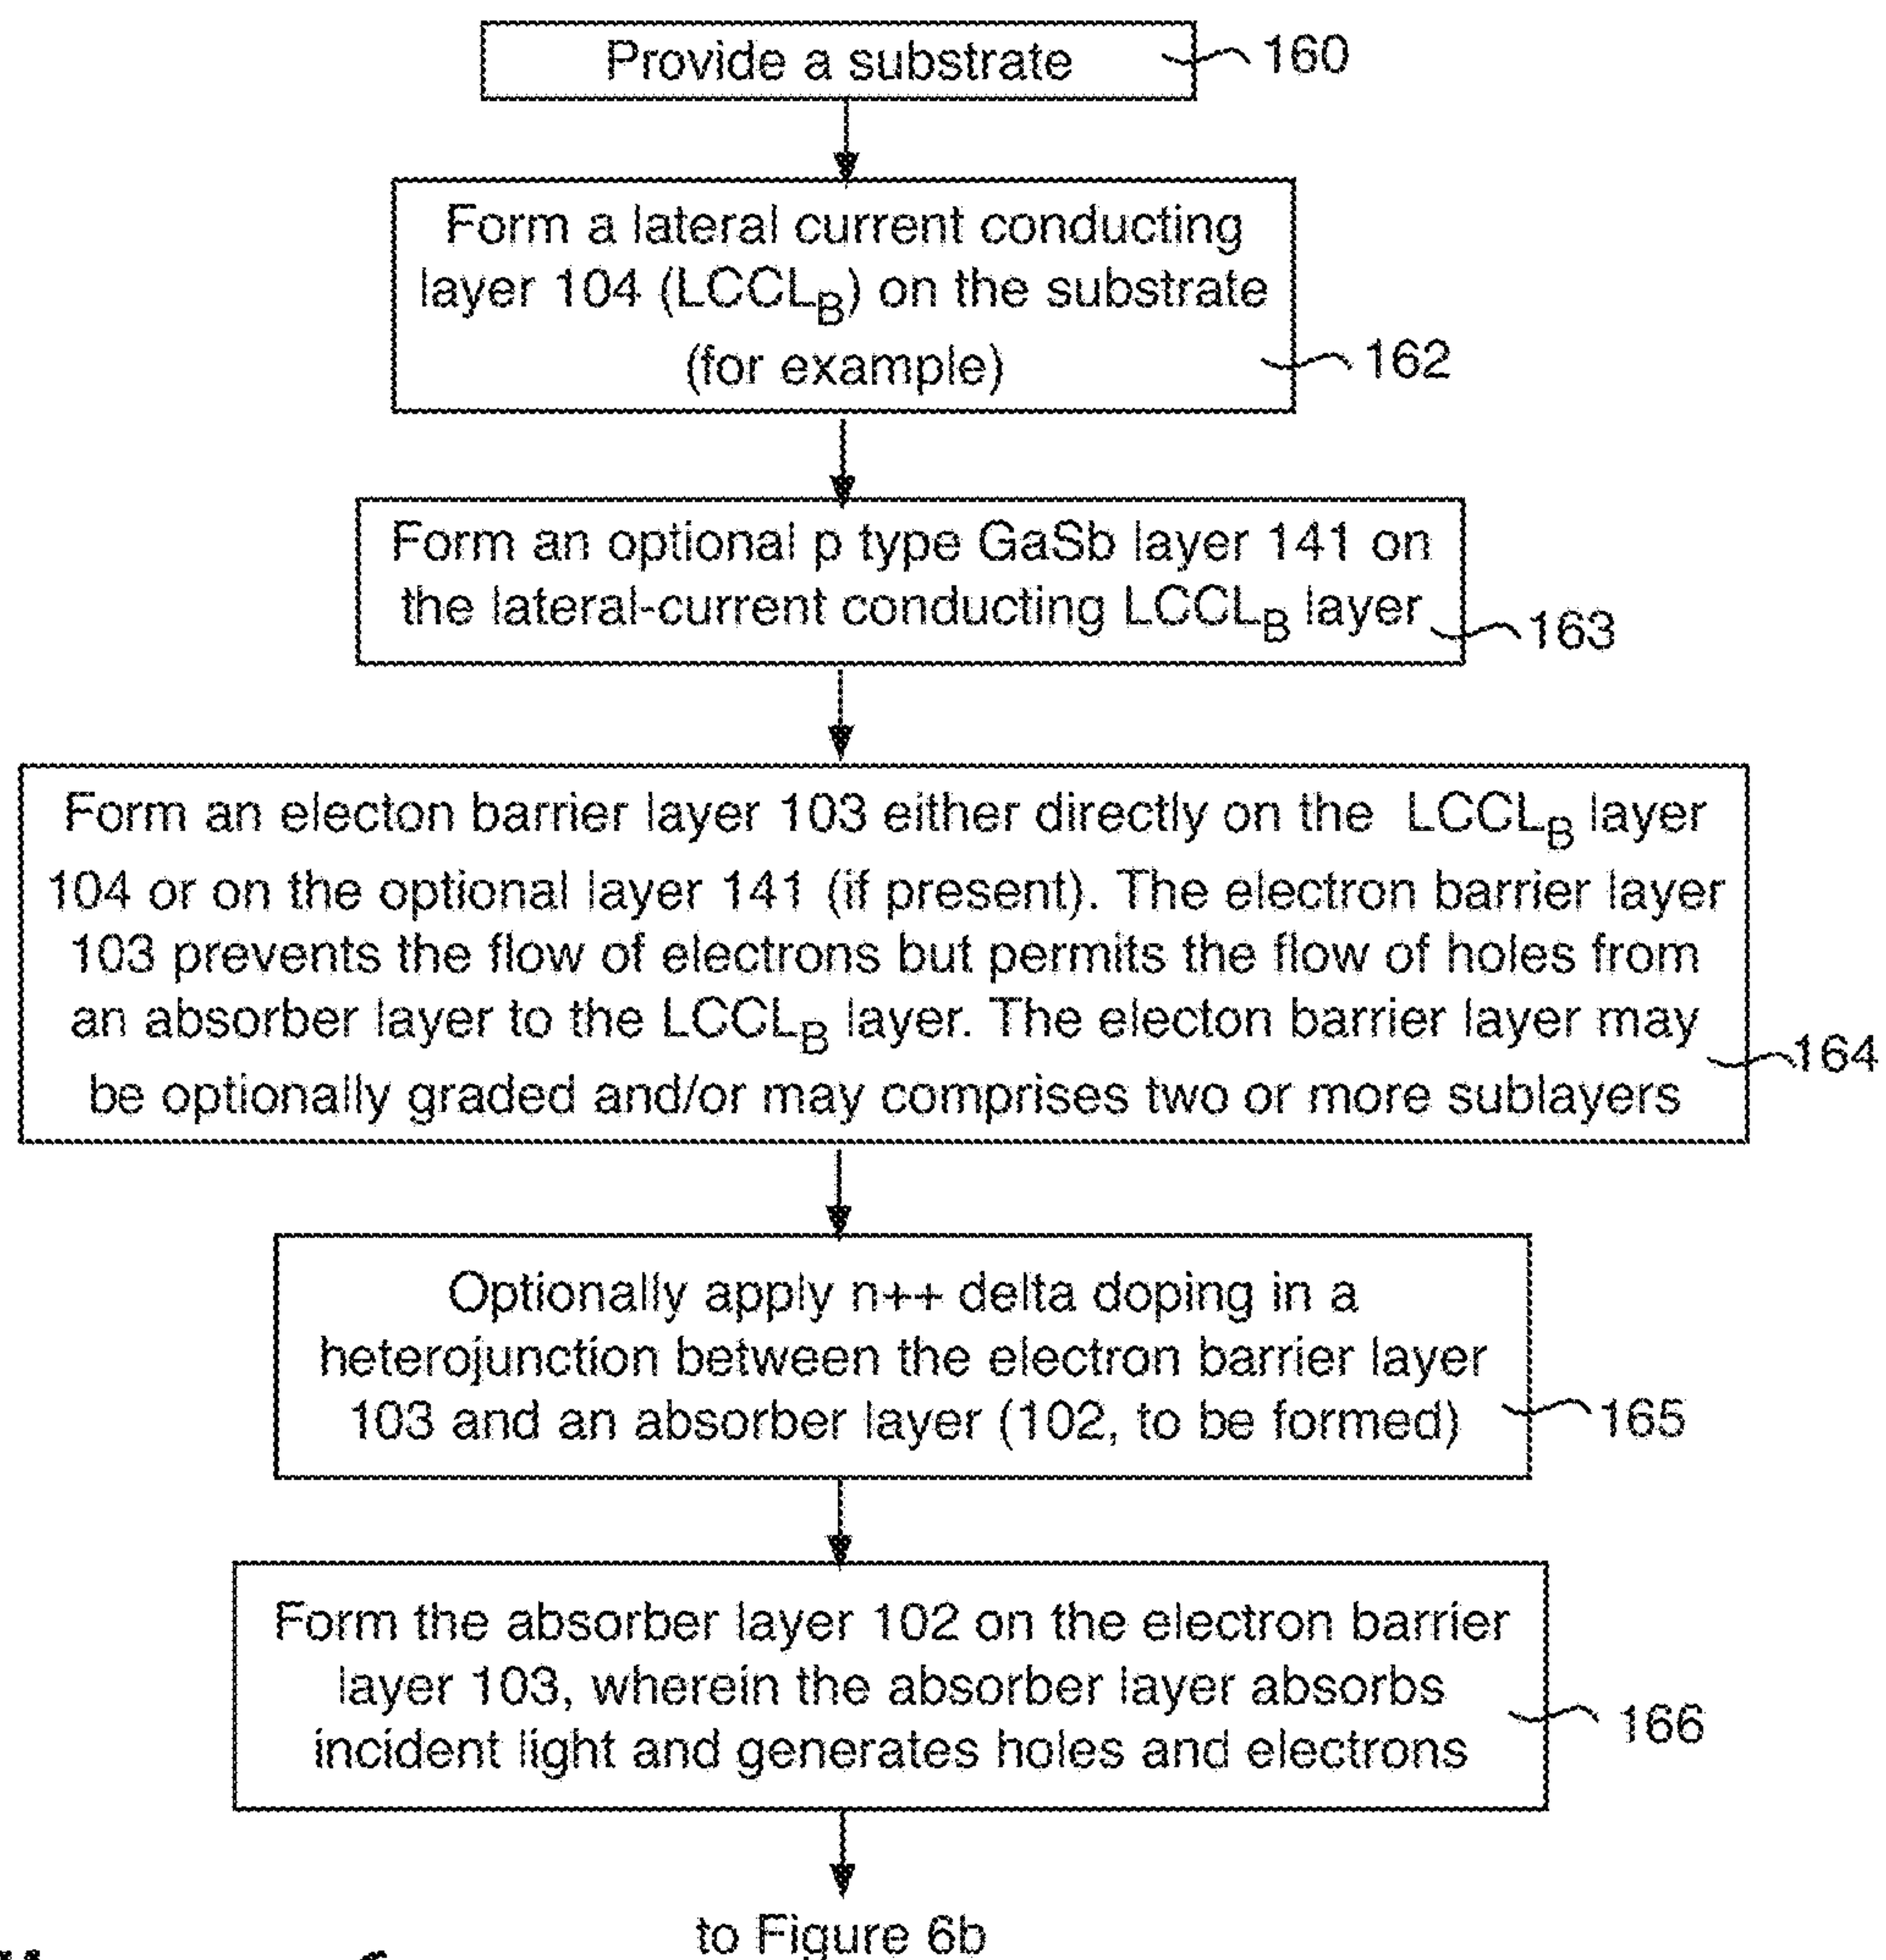 Provide a substrate
160
Form a lateral current conducting
layer 104 (LCCLB) on the substrate
(for example)
162
Form an optional p type GaSb layer 141 on
the lateral-current conducting LCCLB layer
163
Form an electon barrier layer 103 either directly on the LCCLB layer
104 or on the optional layer 141 (if present). The electron barrier layer
103 prevents the flow of electrons but permits the flow of holes from
an absorber layer to the LCCLB layer. The electon barrier layer may
be optionally graded and/or may comprises two or more sublayers
164
Optionally apply n++ delta doping in a
heterojunction between the electron barrier layer
103 and an absorber layer (102, to be formed)
165
Form the absorber layer 102 on the electron barrier
layer 103, wherein the absorber layer absorbs
incident light and generates holes and electrons
166
to Figure 6b